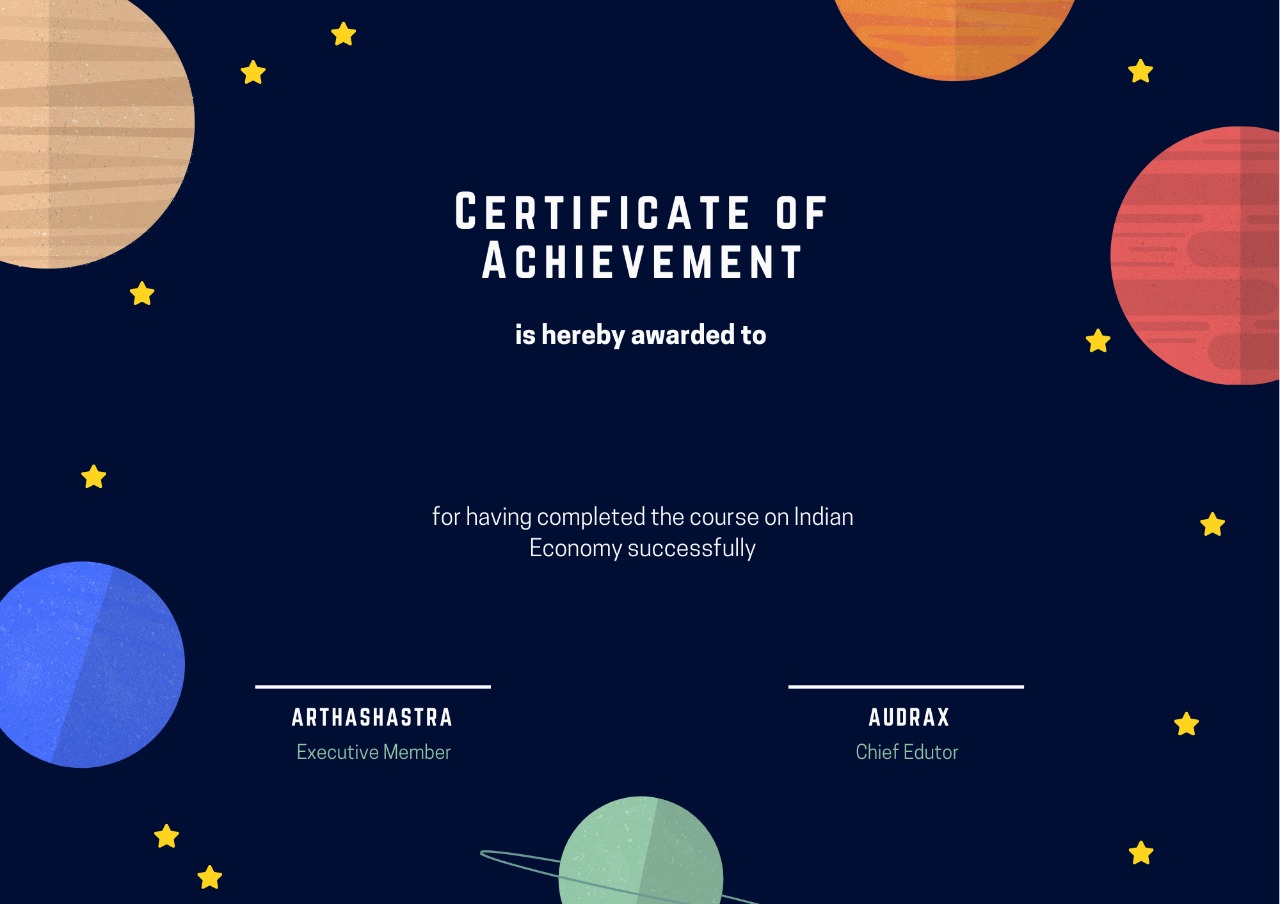 Certificate of
Achievement
is hereby awarded to
for having completed the course on Indian
Economy successfully
ARTHASHASTRA
AUDRAX
Executive Member
Chief Edutor